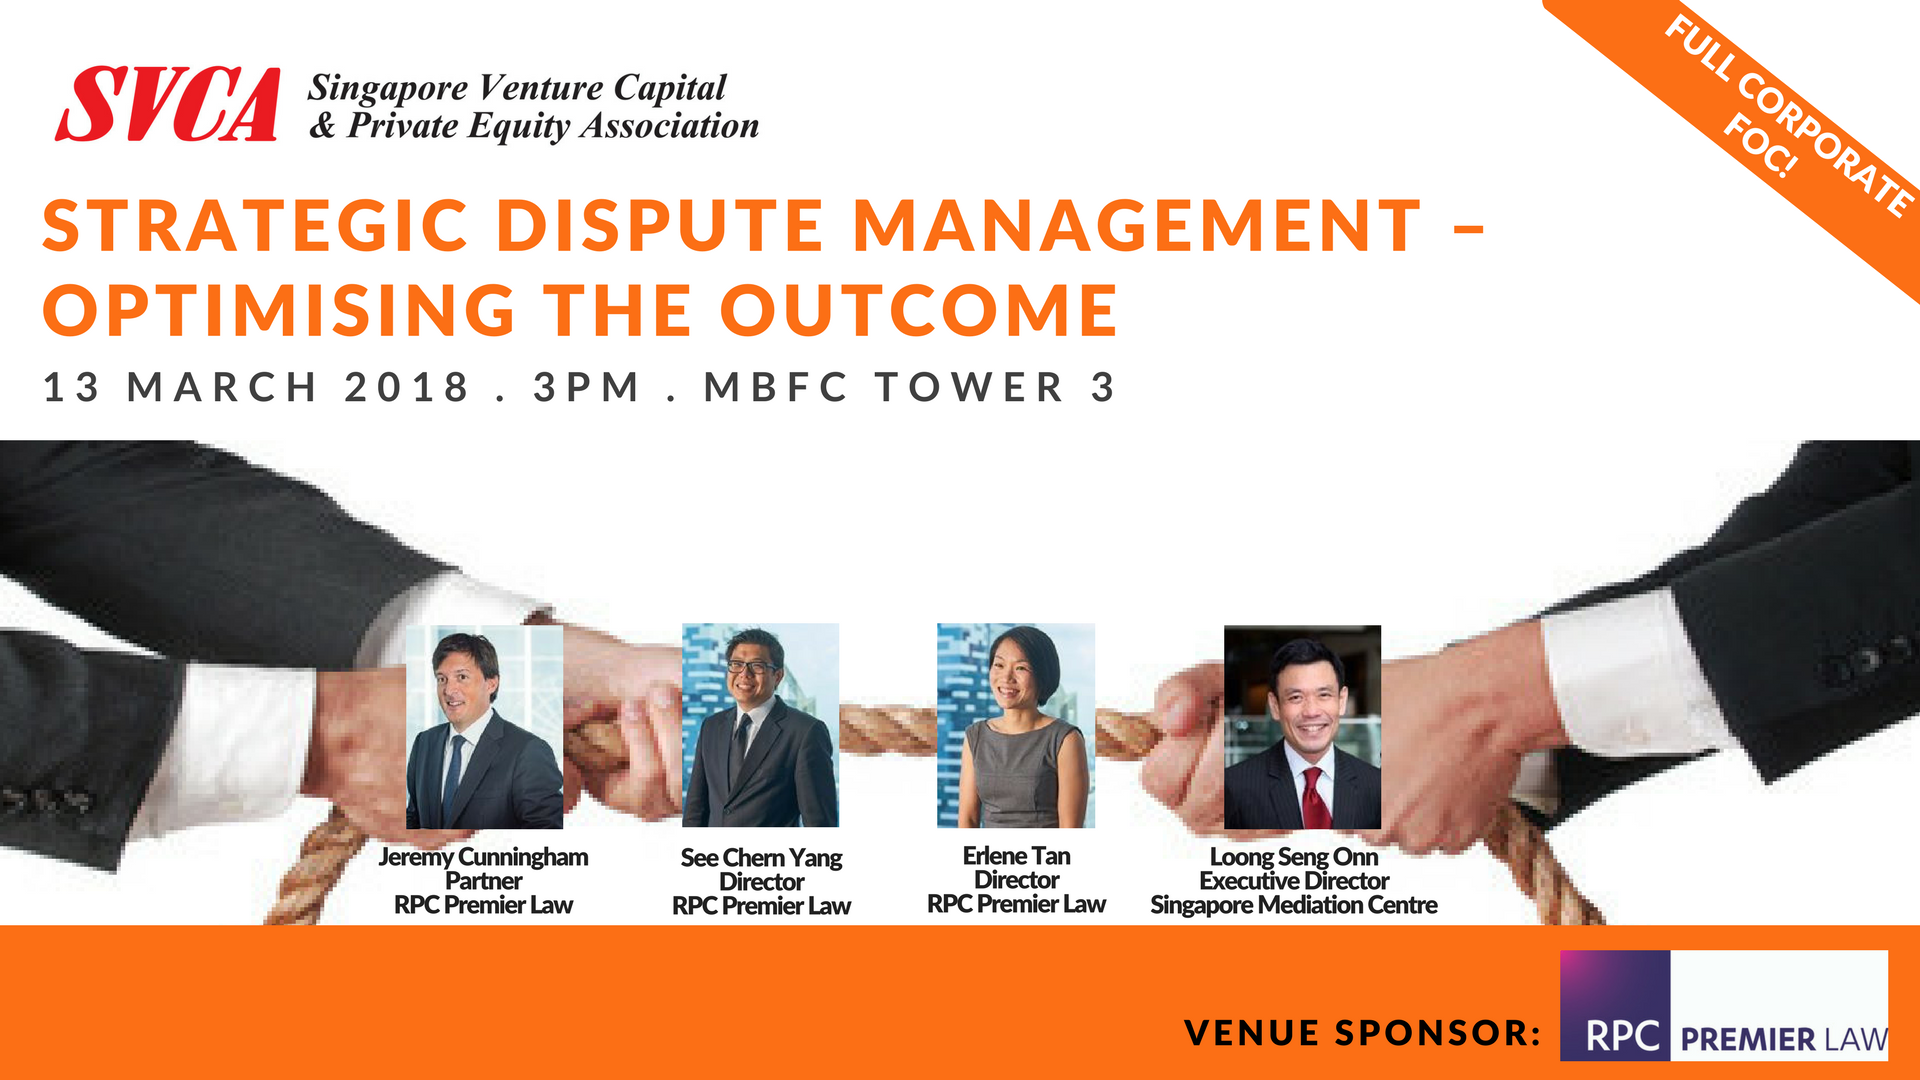 SVCA
Singapore Venture Capital
& Private Equity Association
FULL CORPORATE
FOC!
STRATEGIC DISPUTE MANAGEMENT –
OPTIMISING THE OUTCOME
13 MARCH 2018 . 3PM . MBFC TOWER 3
Jeremy Cunningham
Partner
RPC Premier Law
See Chern Yang
Director
RPC Premier Law
Erlene Tan
Director
RPC Premier Law
Loong Seng Onn
Executive Director
Singapore Mediation Centre
VENUE SPONSOR:
RPC PREMIER LAW